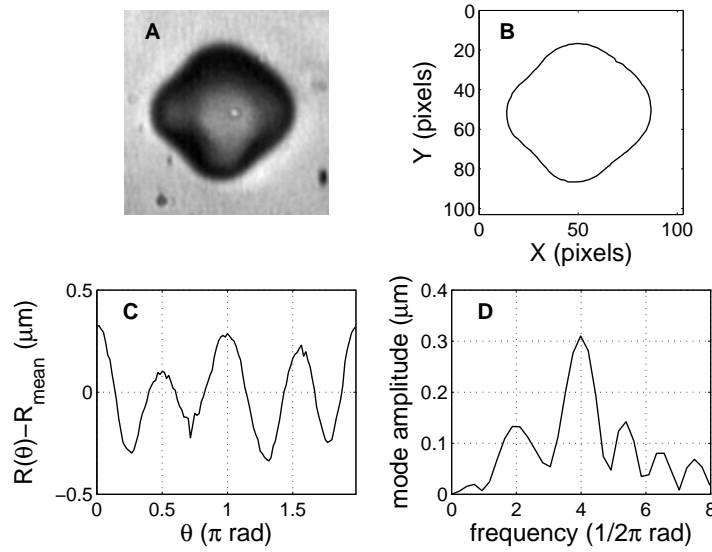 A
B
0
20
40
60
80
100
Y (pixels)
0
50
100
X (pixels)
C
0.5
0
−0.5
R(θ)−Rmean (μm)
0
0.5
1
1.5
θ (π rad)
D
0.4
0.3
0.2
0.1
0
mode amplitude (μm)
0
2
4
6
8
frequency (1/2π rad)